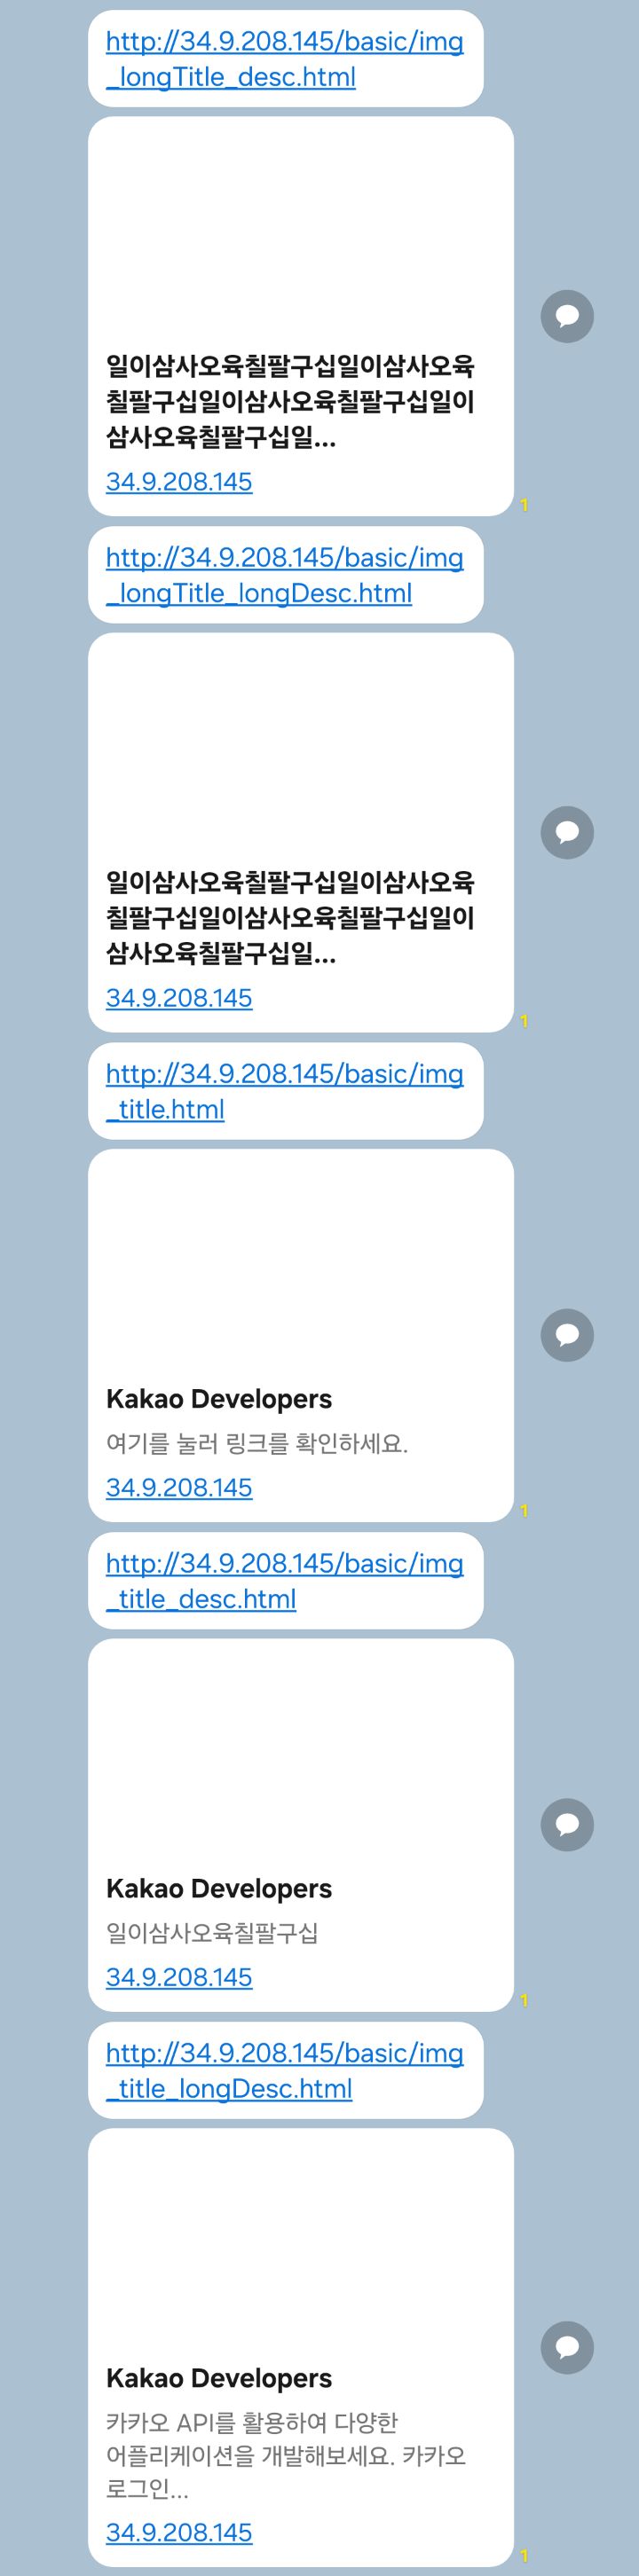 http://34.9.208.145/basic/img
_longTitle_desc.html
일이삼사오육칠팔구십일이삼사오육
칠팔구십일이삼사오육칠팔구십일이
삼사오육칠팔구십일...
34.9.208.145
1
http://34.9.208.145/basic/img
_longTitle_longDesc.html
일이삼사오육칠팔구십일이삼사오육
칠팔구십일이삼사오육칠팔구십일이
삼사오육칠팔구십일...
34.9.208.145
1
http://34.9.208.145/basic/img
_title.html
Kakao Developers
여기를 눌러 링크를 확인하세요.
34.9.208.145
1
http://34.9.208.145/basic/img
_title_desc.html
Kakao Developers
일이삼사오육칠팔구십
34.9.208.145
1
http://34.9.208.145/basic/img
_title_longDesc.html
Kakao Developers
카카오 API를 활용하여 다양한
어플리케이션을 개발해보세요. 카카오
로그인...
34.9.208.145
1